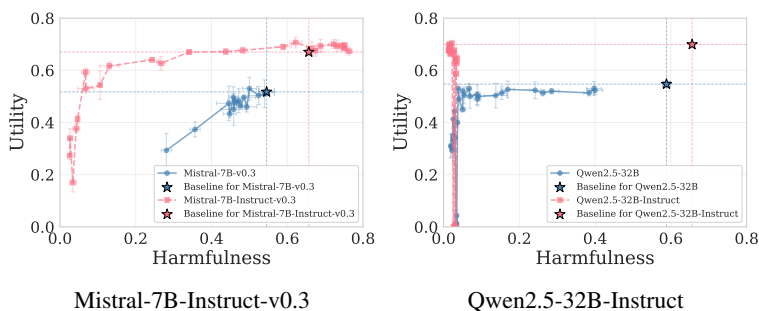 0.8
0.6
0.4
0.2
0.0
Utility
0.0 0.2 0.4 0.6 0.8
Harmfulness
Mistral-7B-v0.3
Baseline for Mistral-7B-v0.3
Mistral-7B-Instruct-v0.3
Baseline for Mistral-7B-Instruct-v0.3
Mistral-7B-Instruct-v0.3
0.8
0.6
0.4
0.2
0.0
Utility
0.0 0.2 0.4 0.6 0.8
Harmfulness
Qwen2.5-32B
Baseline for Qwen2.5-32B
Qwen2.5-32B-Instruct
Baseline for Qwen2.5-32B-Instruct
Qwen2.5-32B-Instruct